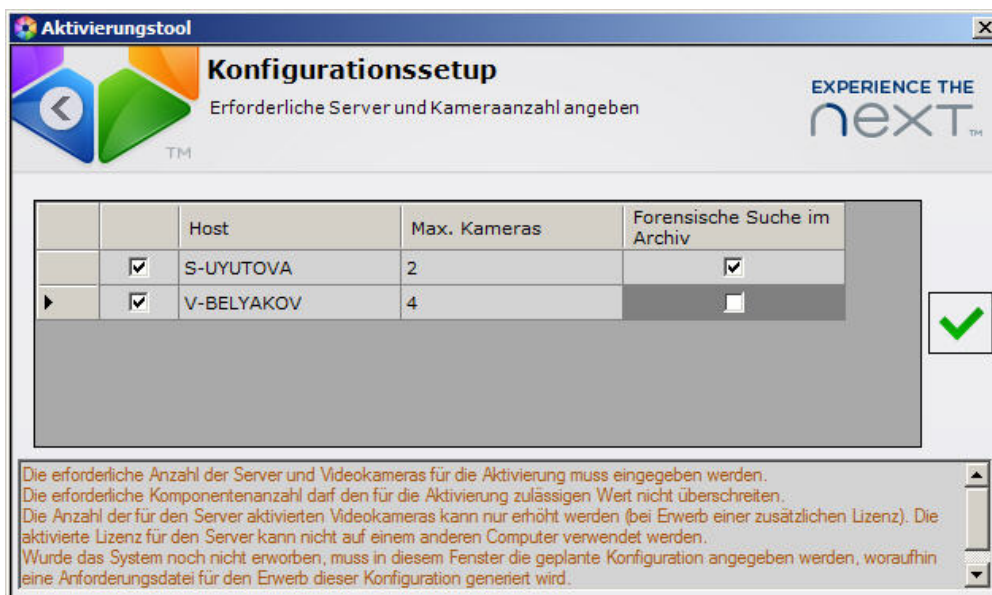 Aktivierungstool
Konfigurationssetup
Erforderliche Server und Kameraanzahl angeben
EXPERIENCE THE
neXT™
TM
Host Max. Kameras Forensische Suche im
Archiv
S-UYUTOVA 2
V-BELYAKOV 4
Die erforderliche Anzahl der Server und Videokameras für die Aktivierung muss eingegeben werden.
Die erforderliche Komponentenanzahl darf den für die Aktivierung zulässigen Wert nicht überschreiten.
Die Anzahl der für den Server aktivierten Videokameras kann nur erhöht werden (bei Erwerb einer zusätzlichen Lizenz). Die
aktivierte Lizenz für den Server kann nicht auf einem anderen Computer verwendet werden.
Wurde das System noch nicht erworben, muss in diesem Fenster die geplante Konfiguration angegeben werden, woraufhin
eine Anforderungsdatei für den Erwerb dieser Konfiguration generiert wird.